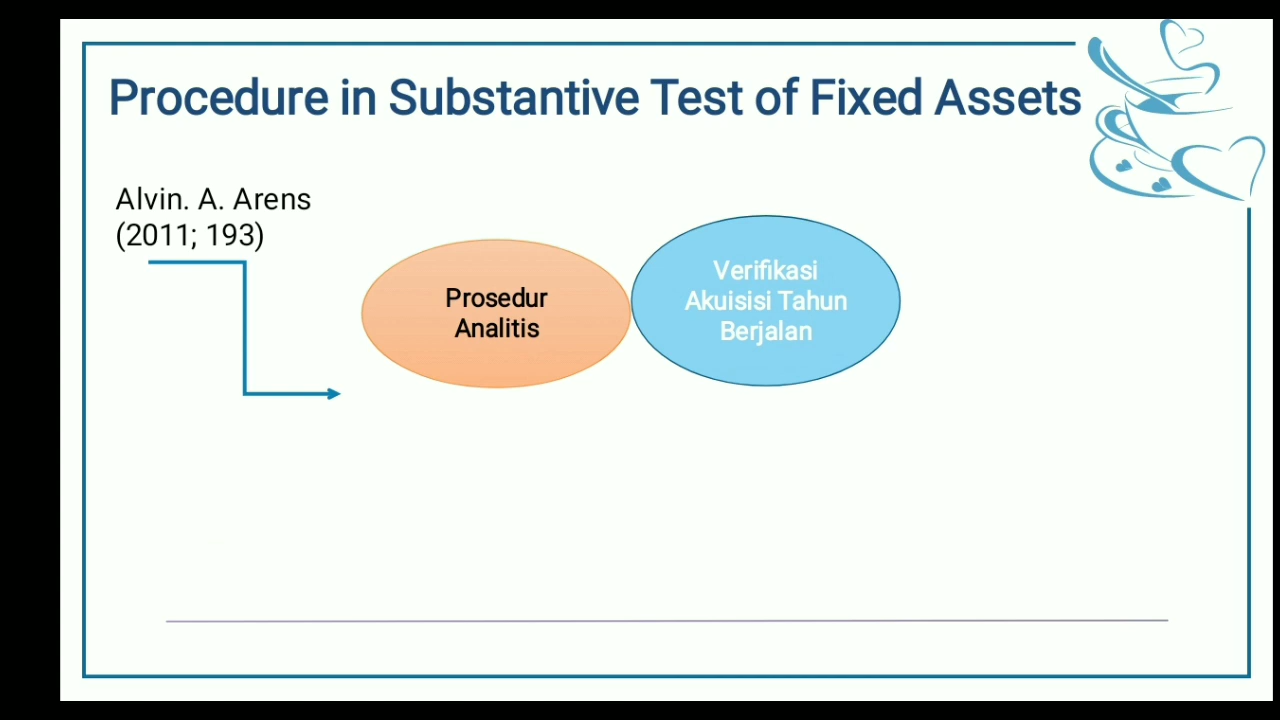 Procedure in Substantive Test of Fixed Assets
Alvin. A. Arens
(2011; 193)
Prosedur
Analitis
Verifikasi
Akuisisi Tahun
Berjalan